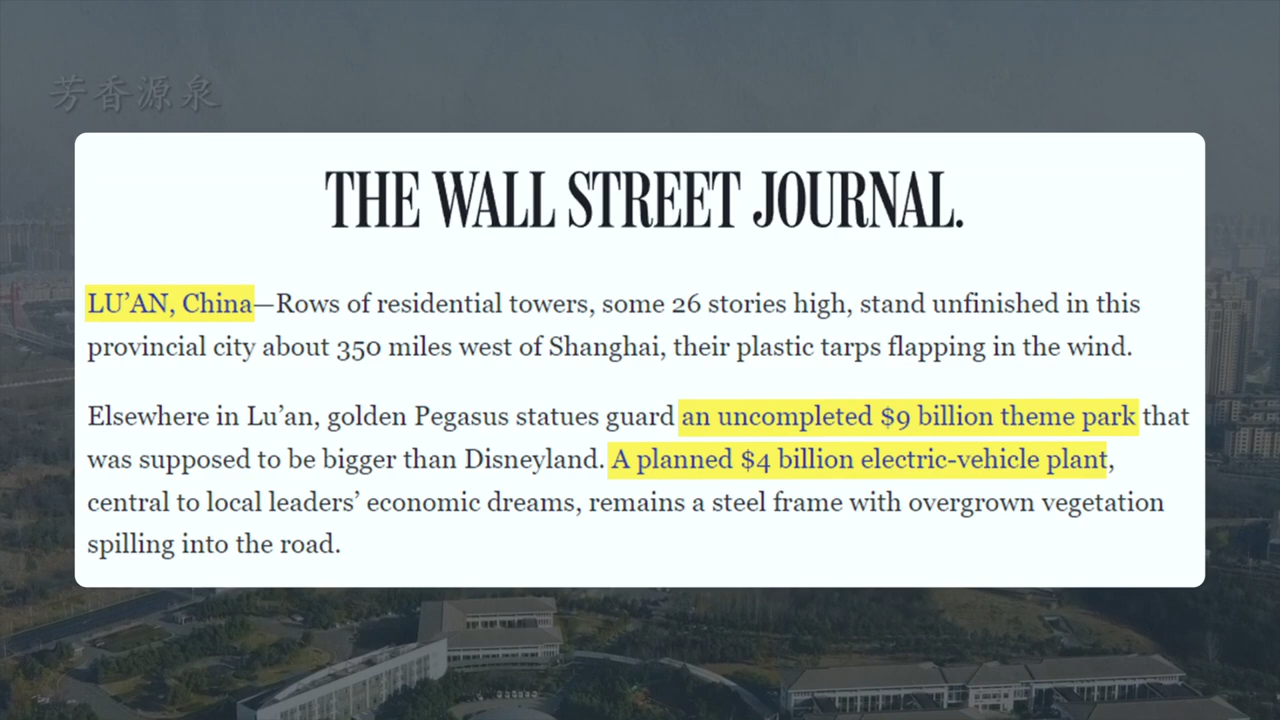 芳香源泉
THE WALL STREET JOURNAL.
LU’AN, China—Rows of residential towers, some 26 stories high, stand unfinished in this
provincial city about 350 miles west of Shanghai, their plastic tarps flapping in the wind.
Elsewhere in Lu’an, golden Pegasus statues guard an uncompleted $9 billion theme park that
was supposed to be bigger than Disneyland. A planned $4 billion electric-vehicle plant,
central to local leaders’ economic dreams, remains a steel frame with overgrown vegetation
spilling into the road.